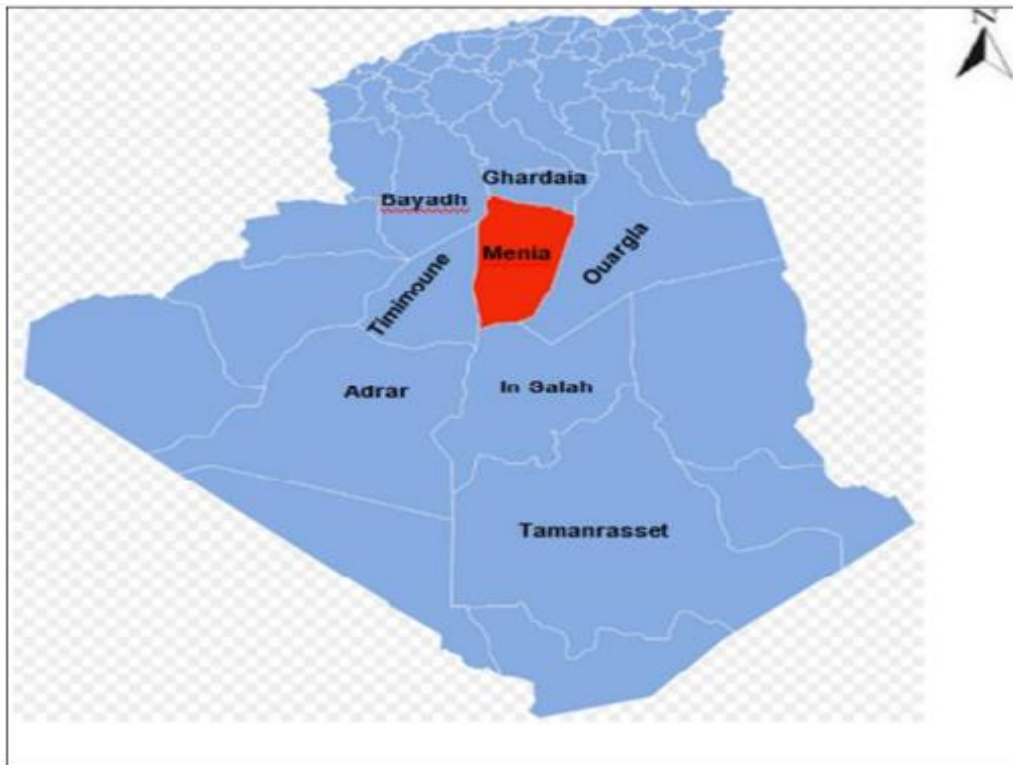 N
Ghardaia
Bayadh
Menia
Ouargla
Timimoune
Adrar
In Salah
Tamanrasset